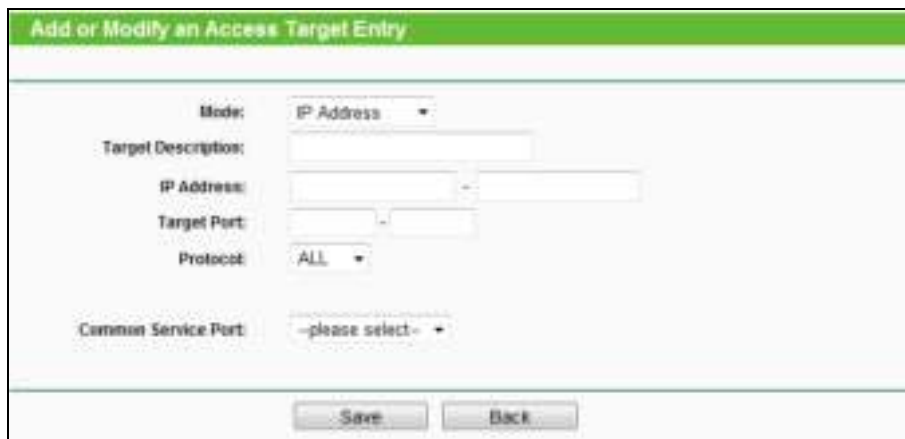 Add or Modify an Access Target Entry
Mode: IP Address
Target Description:
IP Address: -
Target Port: -
Protocol: ALL
Common Service Port: --please select--
Save Back